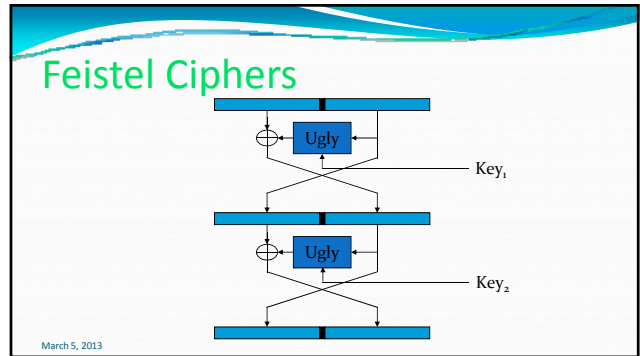 Feistel Ciphers
Ugly
Key₁
Ugly
Key₂
March 5, 2013